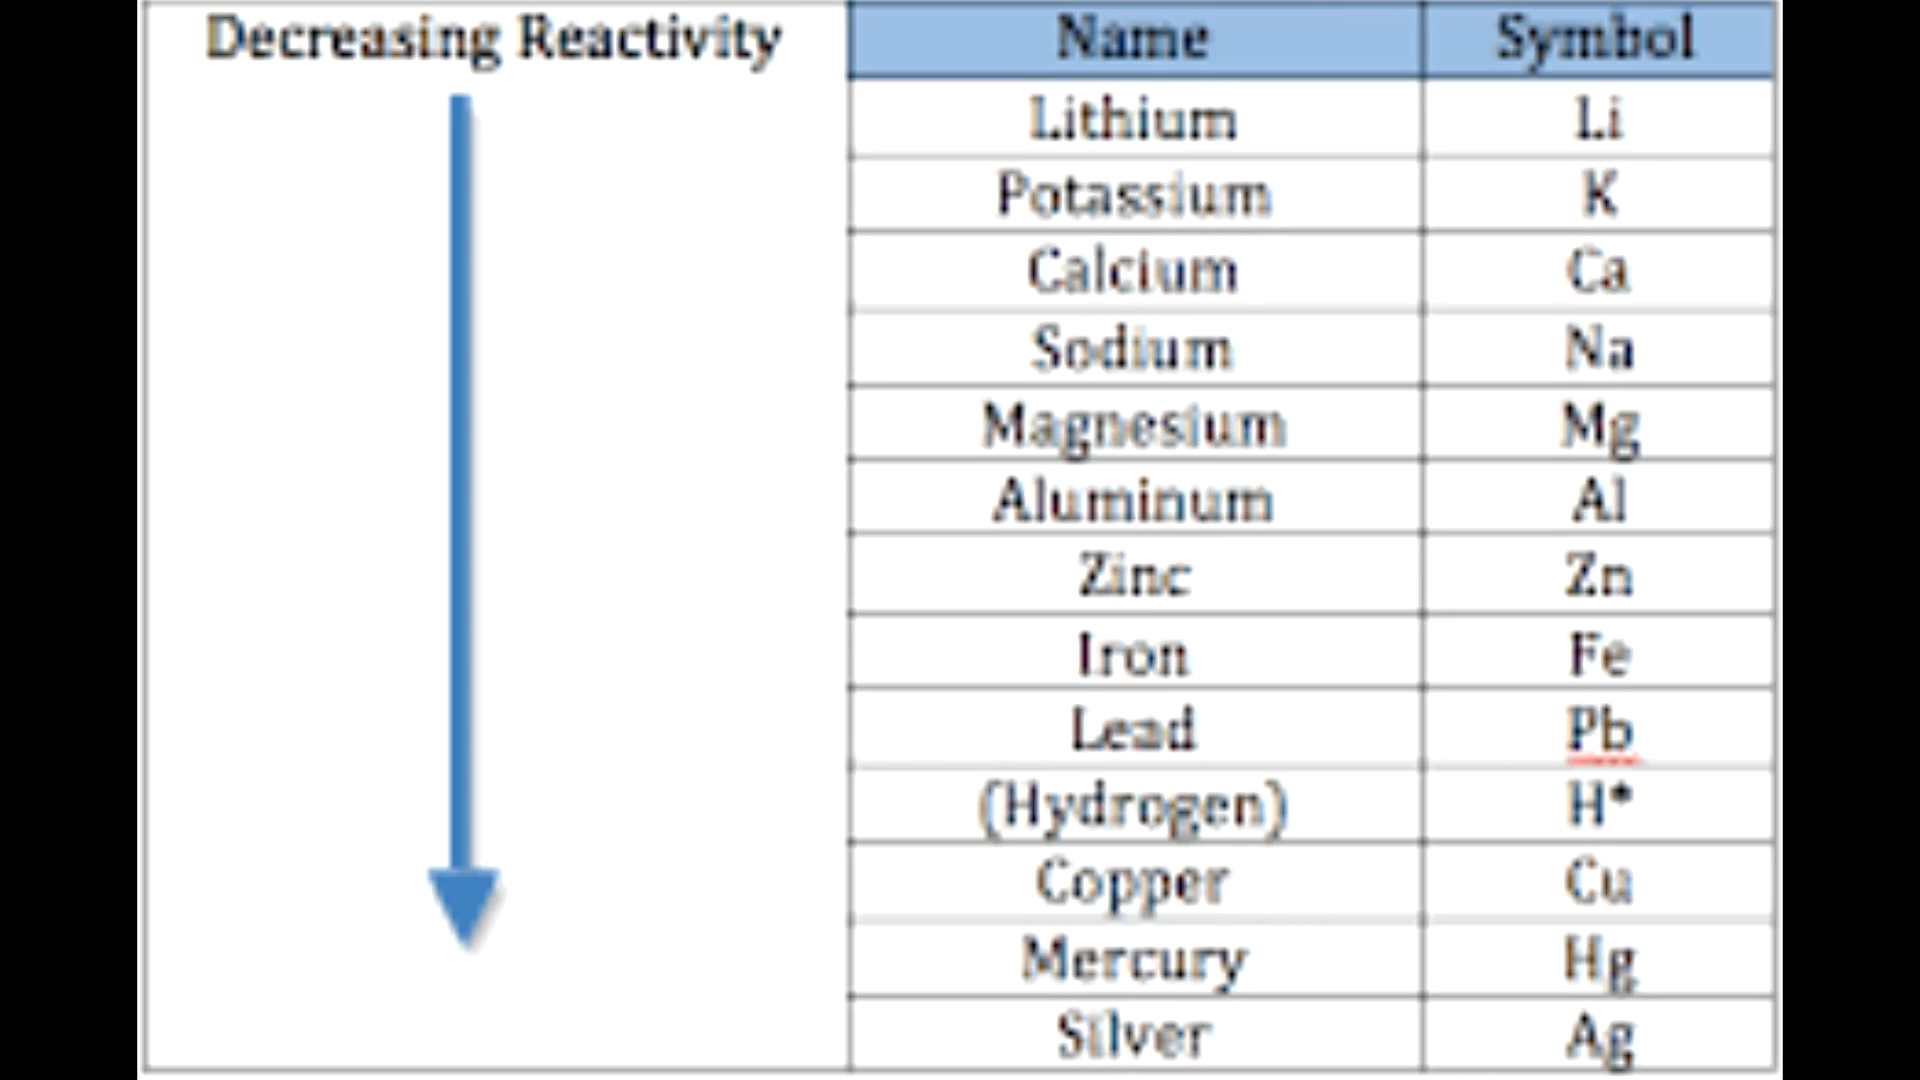 Decreasing Reactivity Name Symbol
Lithium Li
Potassium K
Calcium Ca
Sodium Na
Magnesium Mg
Aluminum Al
Zinc Zn
Iron Fe
Lead Pb
(Hydrogen) H*
Copper Cu
Mercury Hg
Silver Ag